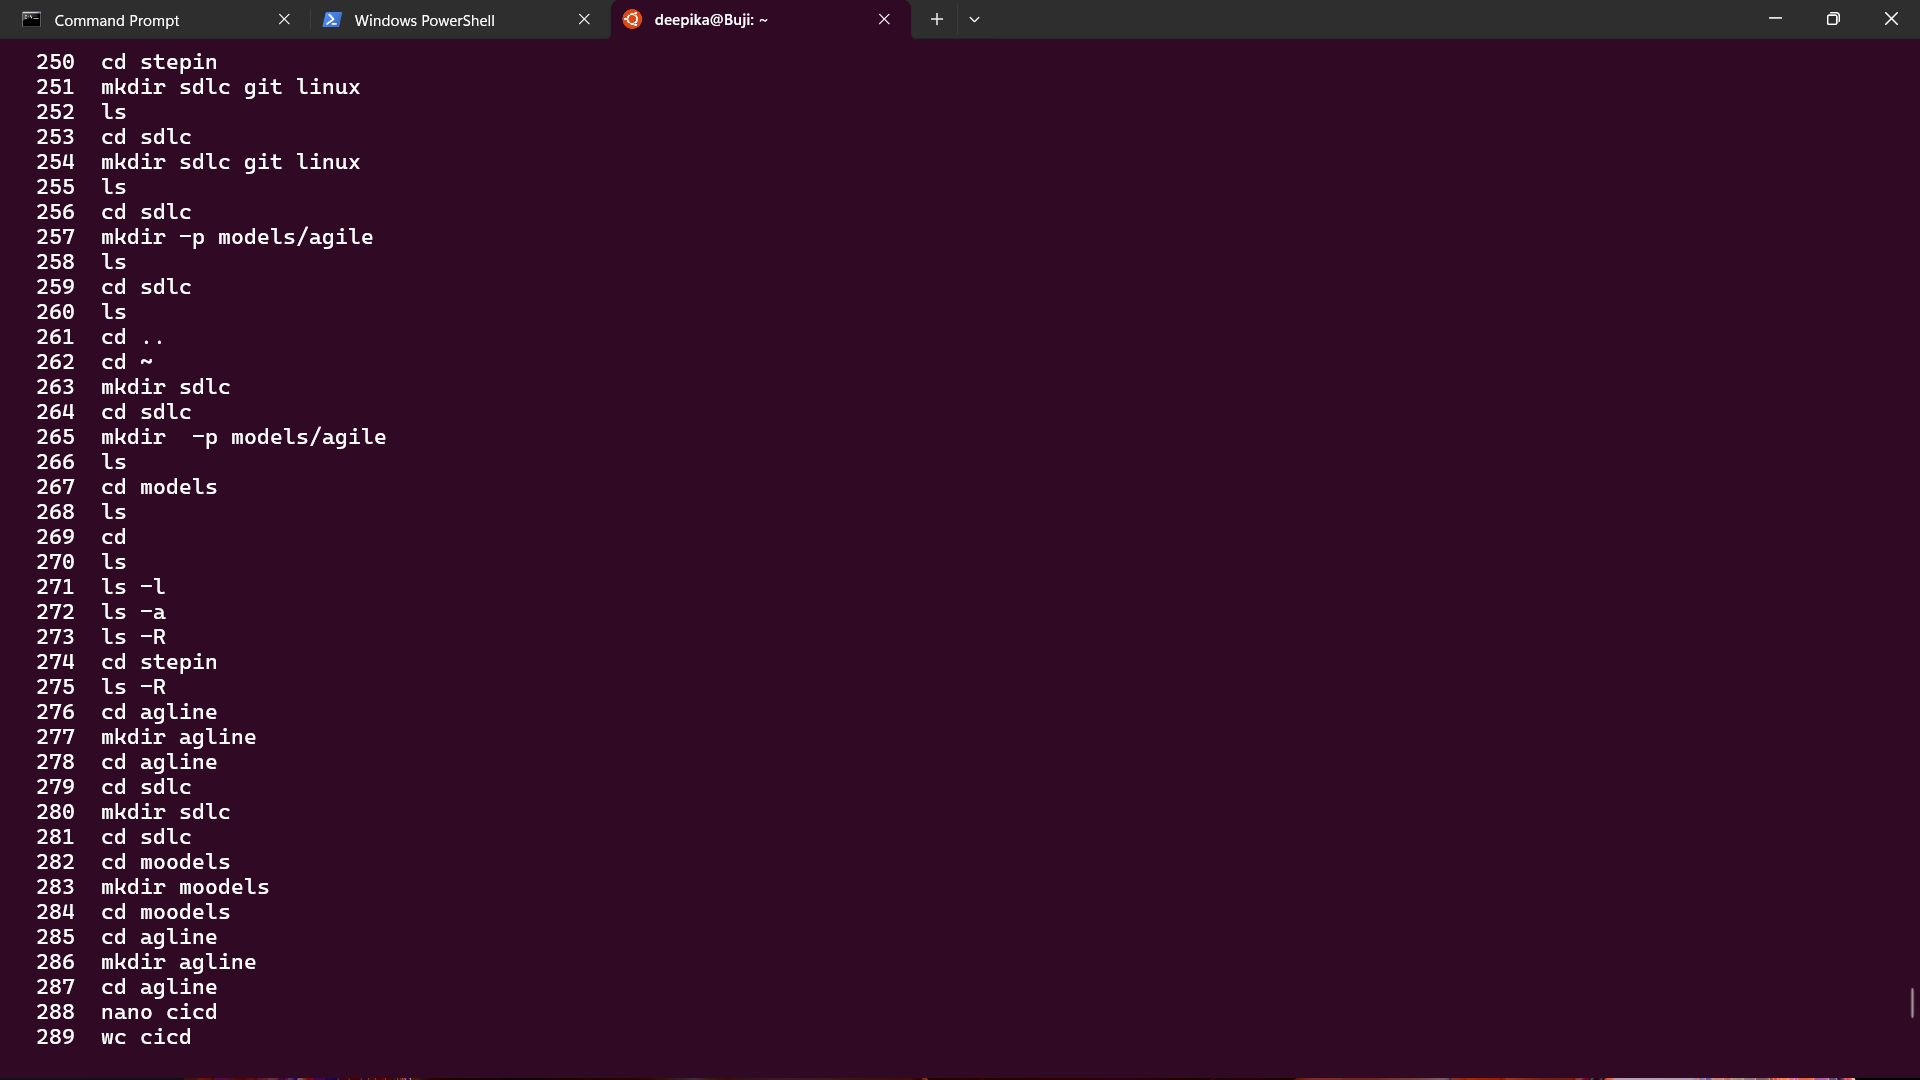 Command Prompt
Windows PowerShell
deepika@Buji: ~
250 cd stepin
251 mkdir sdlc git linux
252 ls
253 cd sdlc
254 mkdir sdlc git linux
255 ls
256 cd sdlc
257 mkdir -p models/agile
258 ls
259 cd sdlc
260 ls
261 cd ..
262 cd ~
263 mkdir sdlc
264 cd sdlc
265 mkdir  -p models/agile
266 ls
267 cd models
268 ls
269 cd
270 ls
271 ls -l
272 ls -a
273 ls -R
274 cd stepin
275 ls -R
276 cd agline
277 mkdir agline
278 cd agline
279 cd sdlc
280 mkdir sdlc
281 cd sdlc
282 cd moodels
283 mkdir moodels
284 cd moodels
285 cd agline
286 mkdir agline
287 cd agline
288 nano cicd
289 wc cicd